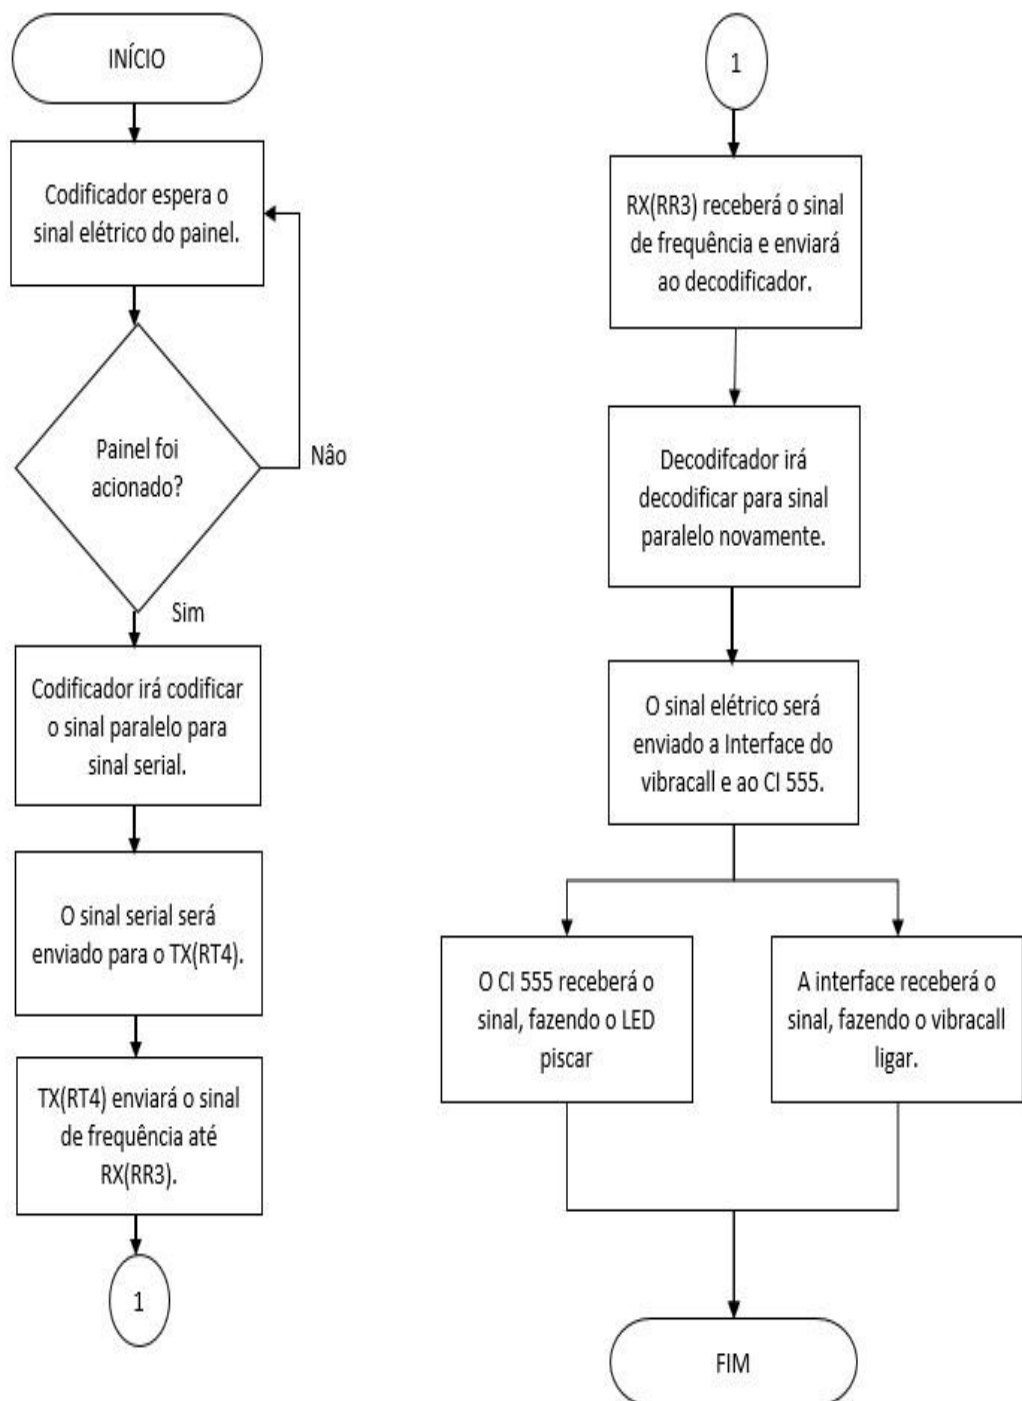 INÍCIO
Codificador espera o
sinal elétrico do painel.
Painel foi
acionado?
Nâo
Sim
Codificador irá codificar
o sinal paralelo para
sinal serial.
O sinal serial será
enviado para o TX(RT4).
TX(RT4) enviará o sinal
de frequência até
RX(RR3).
1
1
RX(RR3) receberá o sinal
de frequência e enviará
ao decodificador.
Decodifcador irá
decodificar para sinal
paralelo novamente.
O sinal elétrico será
enviado a Interface do
vibracall e ao CI 555.
O CI 555 receberá o
sinal, fazendo o LED
piscar
A interface receberá o
sinal, fazendo o vibracall
ligar.
FIM